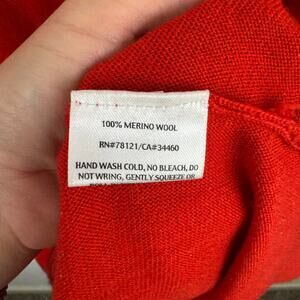 100% MERINO WOOL
RN#78121/CA#34460
HAND WASH COLD, NO BLEACH, DO
NOT WRING, GENTLY SQUEEZE OR